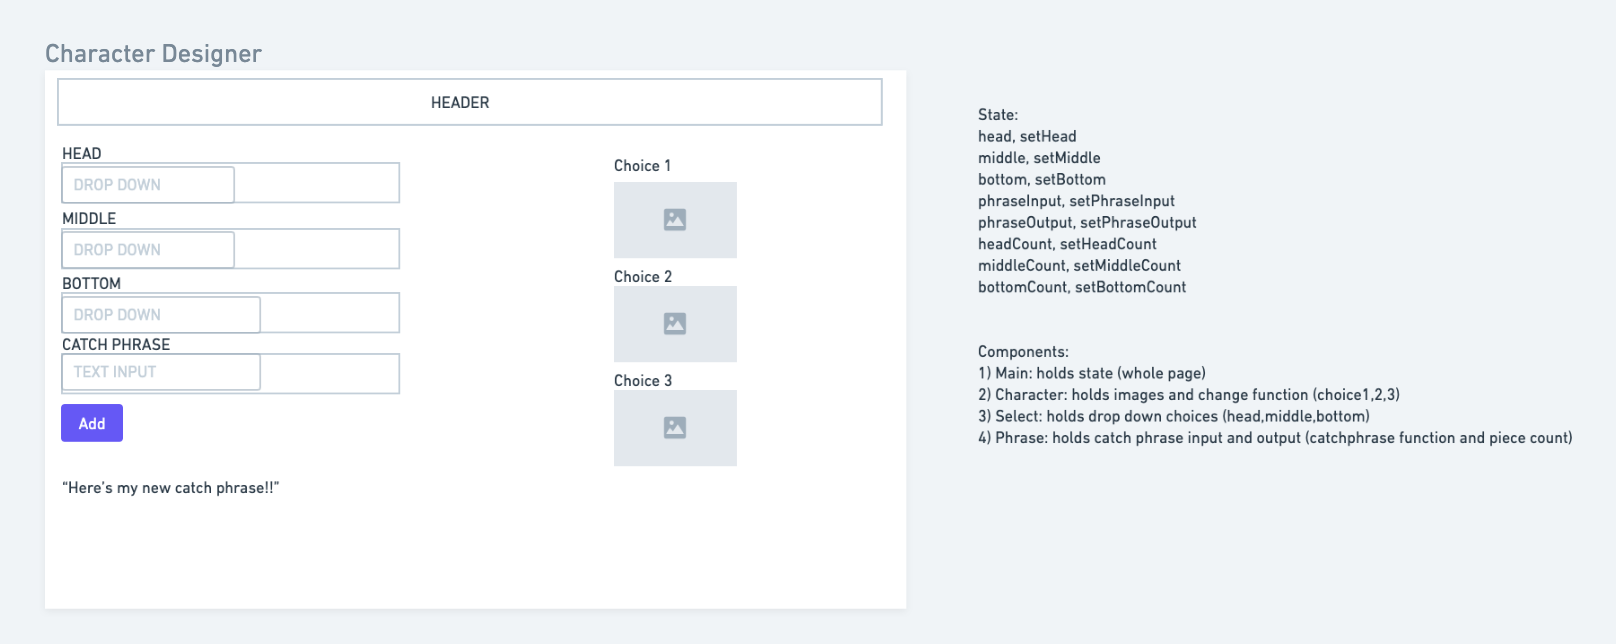 Character Designer
HEADER
HEAD
DROP DOWN
MIDDLE
DROP DOWN
BOTTOM
DROP DOWN
CATCH PHRASE
TEXT INPUT
Add
“Here's my new catch phrase!!”
Choice 1
Choice 2
Choice 3
State:
head, setHead
middle, setMiddle
bottom, setBottom
phraseInput, setPhraseInput
phraseOutput, setPhraseOutput
headCount, setHeadCount
middleCount, setMiddleCount
bottomCount, setBottomCount
Components:
1) Main: holds state (whole page)
2) Character: holds images and change function (choice1,2,3)
3) Select: holds drop down choices (head,middle,bottom)
4) Phrase: holds catch phrase input and output (catchphrase function and piece count)